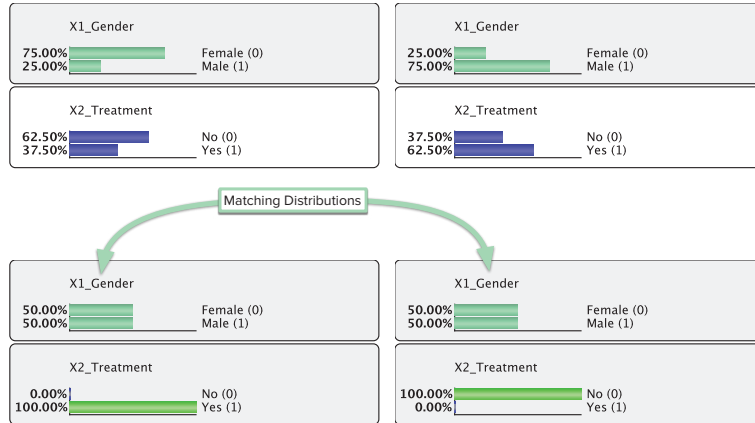 X1_Gender
75.00% Female (0)
25.00% Male (1)
X2_Treatment
62.50% No (0)
37.50% Yes (1)
X1_Gender
25.00% Female (0)
75.00% Male (1)
X2_Treatment
37.50% No (0)
62.50% Yes (1)
Matching Distributions
X1_Gender
50.00% Female (0)
50.00% Male (1)
X2_Treatment
0.00% No (0)
100.00% Yes (1)
X1_Gender
50.00% Female (0)
50.00% Male (1)
X2_Treatment
100.00% No (0)
0.00% Yes (1)